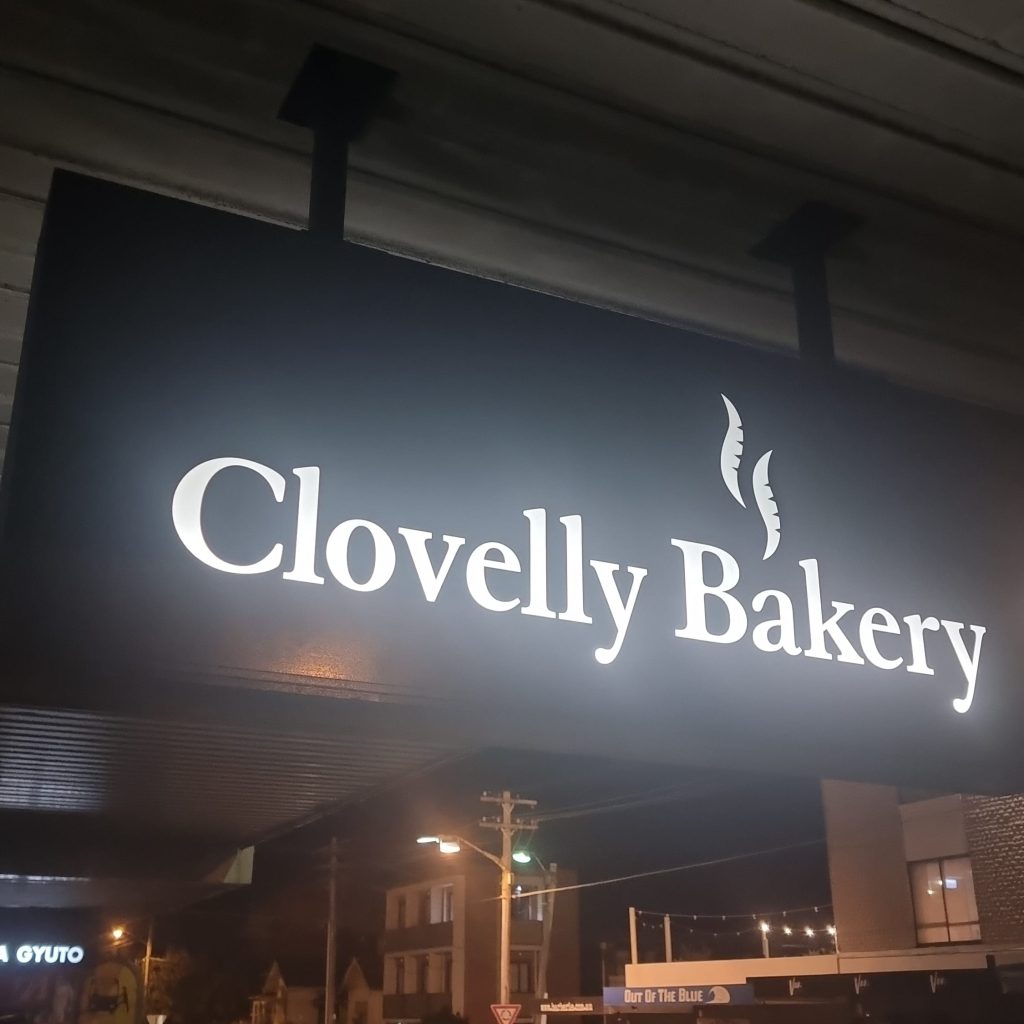 Clovelly Bakery
A GYUTO
OUT OF THE BLUE